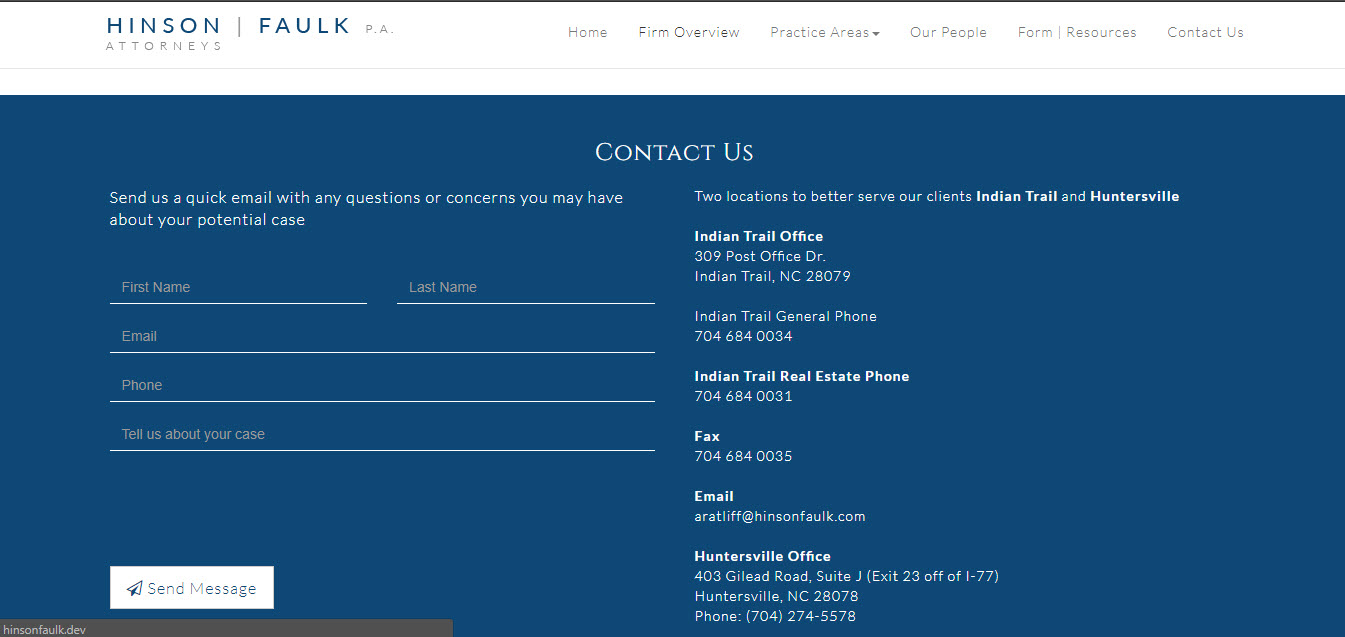 HINSON | FAULK P.A.
ATTORNEYS
Home Firm Overview Practice Areas Our People Form | Resources Contact Us
Contact Us
Send us a quick email with any questions or concerns you may have
about your potential case
First Name Last Name
Email
Phone
Tell us about your case
Send Message
Two locations to better serve our clients Indian Trail and Huntersville
Indian Trail Office
309 Post Office Dr.
Indian Trail, NC 28079
Indian Trail General Phone
704 684 0034
Indian Trail Real Estate Phone
704 684 0031
Fax
704 684 0035
Email
aratliff@hinsonfaulk.com
Huntersville Office
403 Gilead Road, Suite J (Exit 23 off of I-77)
Huntersville, NC 28078
Phone: (704) 274-5578
hinsonfaulk.dev